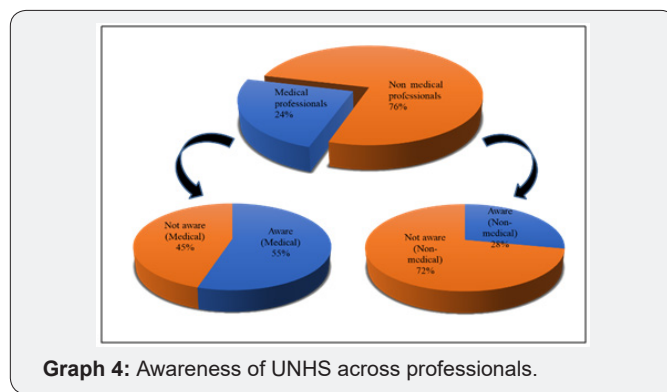 Non medical
professionals
76%
Medical
professionals
24%
Not aware
(Medical)
45%
Aware
(Medical)
55%
Aware
(Non-
medical)
28%
Not aware
(Non-
medical)
72%
Graph 4: Awareness of UNHS across professionals.